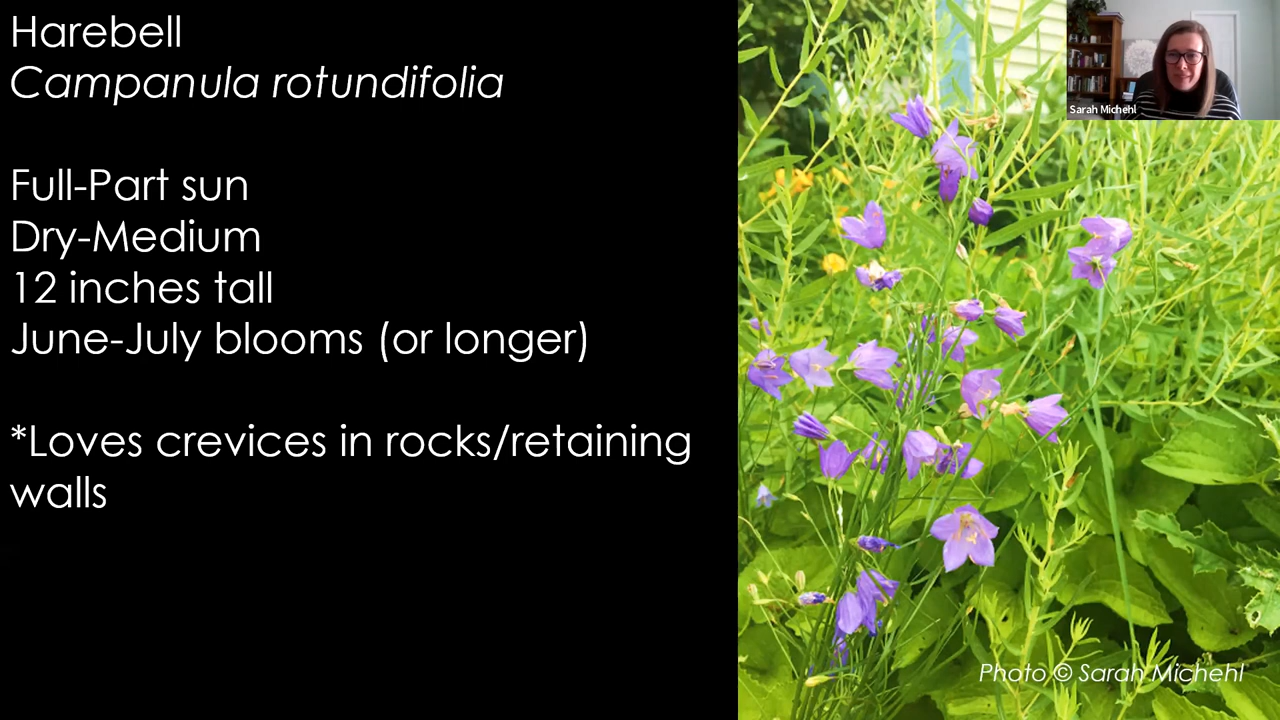 Harebell
Campanula rotundifolia
Full-Part sun
Dry-Medium
12 inches tall
June-July blooms (or longer)
*Loves crevices in rocks/retaining
walls
Sarah Michehl
Photo © Sarah Michehl